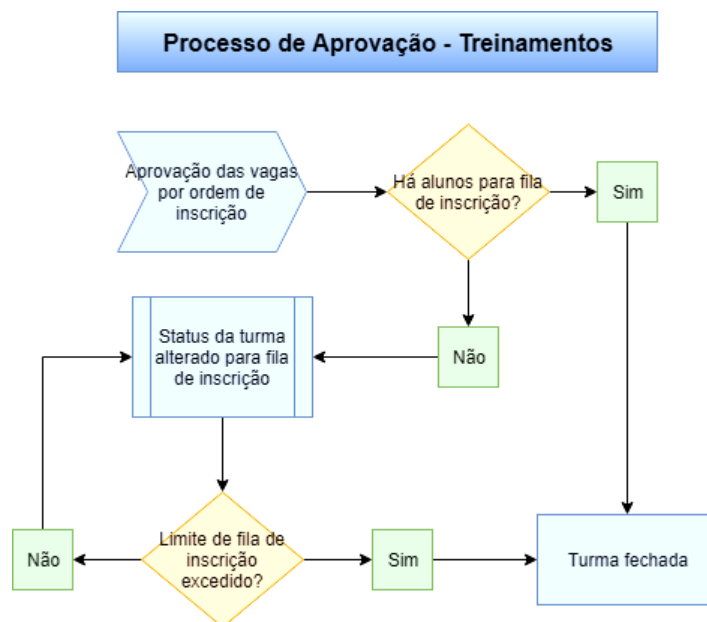 Processo de Aprovação - Treinamentos
Aprovação das vagas
por ordem de
inscrição
Há alunos para fila
de inscrição?
Sim
Status da turma
alterado para fila
de inscrição
Não
Não
Limite de fila de
inscrição
excedido?
Sim
Turma fechada